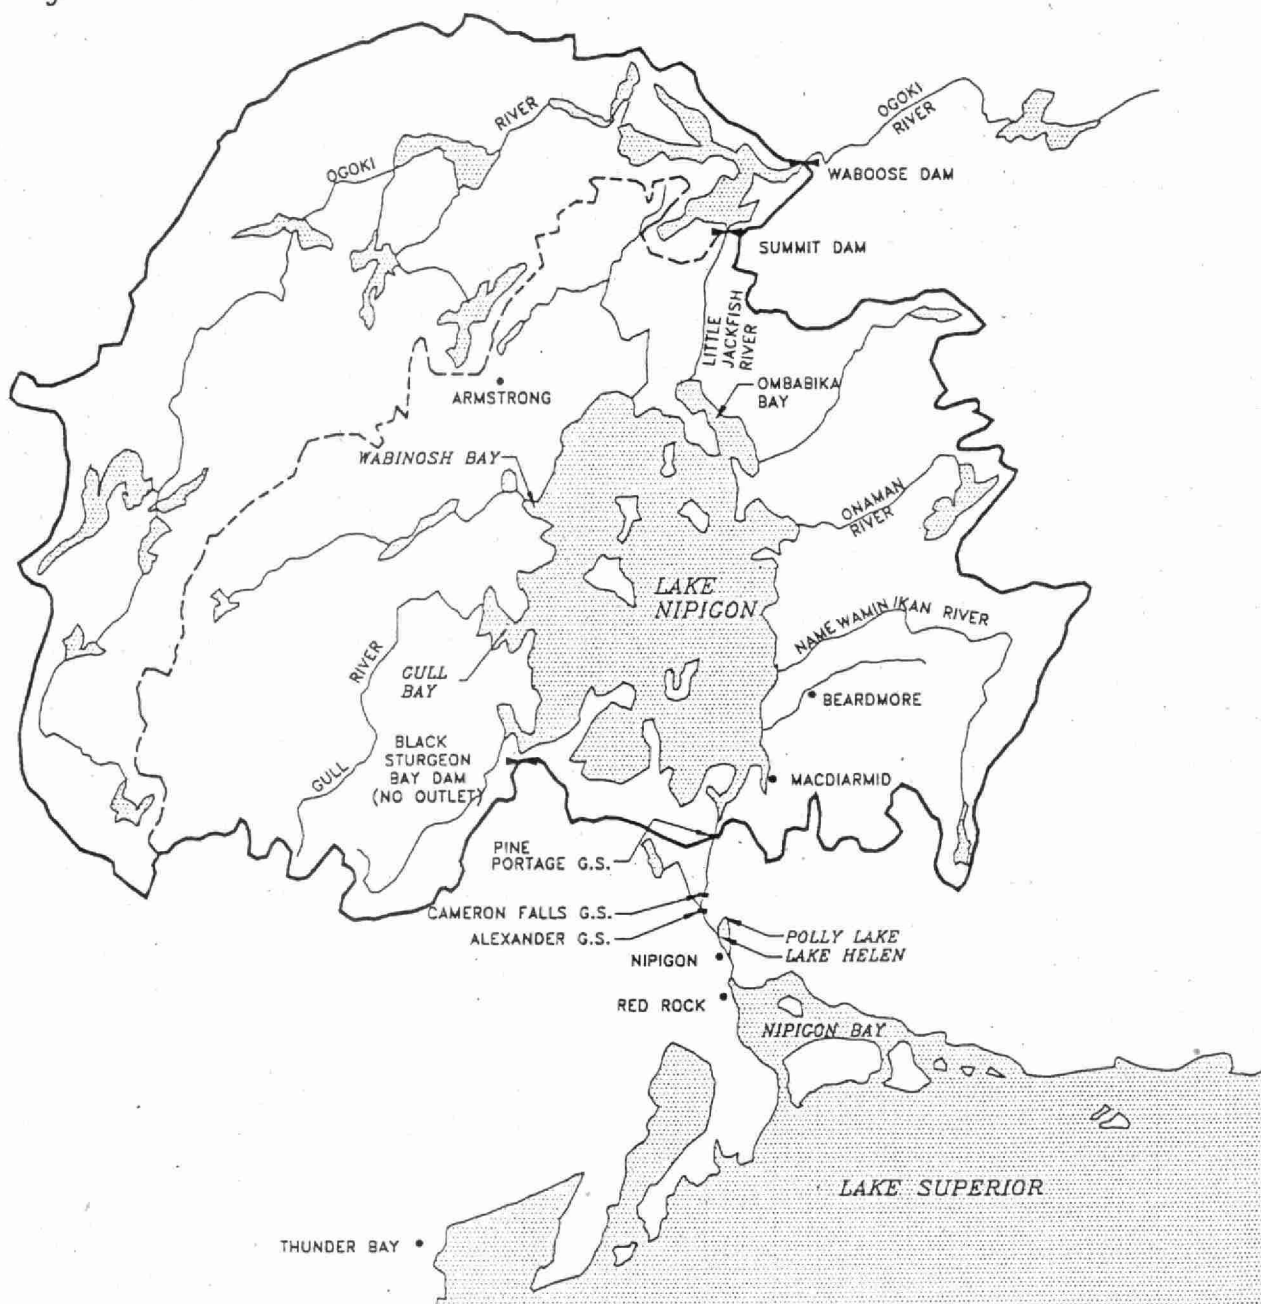 OGOKI
RIVER
OGOKI
RIVER
WABOOSE DAM
SUMMIT DAM
LITTLE
JACKFISH
RIVER
OMBABIKA
BAY
ARMSTRONG
WABINOSH BAY
ONAMAN
RIVER
LAKE
NIPIGON
NAMEWAMINIKAN RIVER
GULL
RIVER
GULL
BAY
BEARDMORE
BLACK
STURGEON
BAY DAM
(NO OUTLET)
MACDIARMID
PINE
PORTAGE G.S.
CAMERON FALLS G.S.
ALEXANDER G.S.
POLLY LAKE
LAKE HELEN
NIPIGON
RED ROCK
NIPIGON BAY
LAKE SUPERIOR
THUNDER BAY